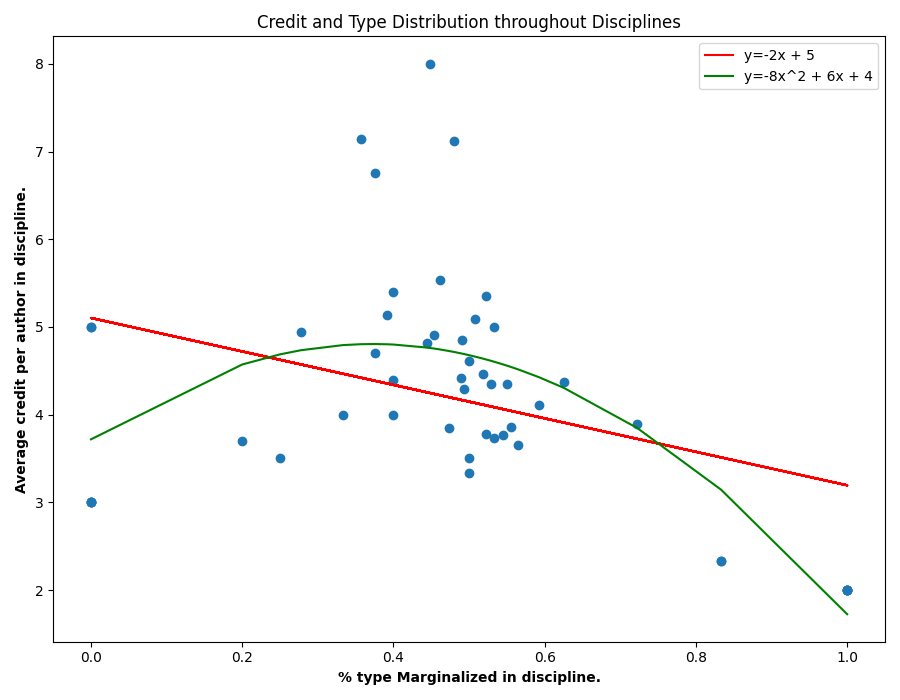 Credit and Type Distribution throughout Disciplines
y=-2x + 5
y=-8x^2 + 6x + 4
8
7
6
5
4
3
2
Average credit per author in discipline.
0.0 0.2 0.4 0.6 0.8 1.0
% type Marginalized in discipline.